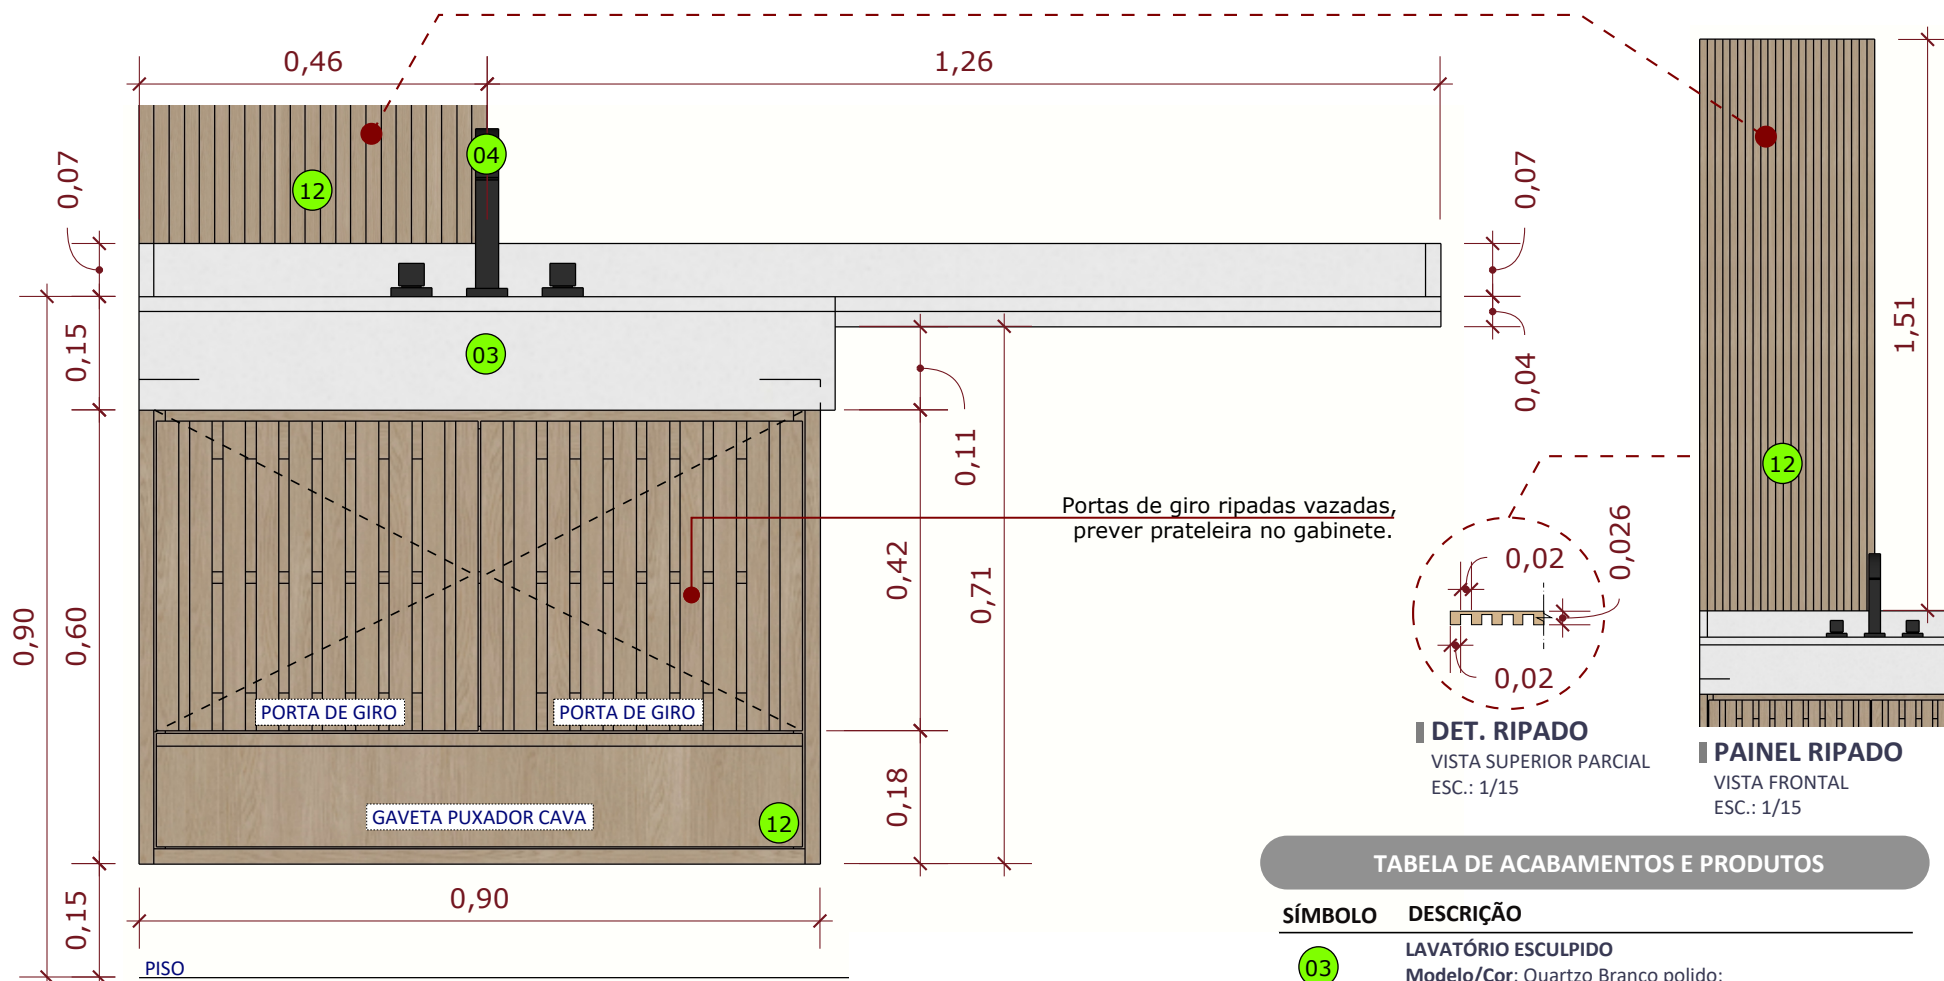 0,46
1,26
0,07
04
12
0,07
0,15
03
0,04
0,11
1,51
12
Portas de giro ripadas vazadas,
prever prateleira no gabinete.
0,42
0,71
0,02
0,026
0,02
0,90
0,60
PORTA DE GIRO
PORTA DE GIRO
DET. RIPADO
VISTA SUPERIOR PARCIAL
ESC.: 1/15
PAINEL RIPADO
VISTA FRONTAL
ESC.: 1/15
0,18
GAVETA PUXADOR CAVA
12
TABELA DE ACABAMENTOS E PRODUTOS
0,90
0,15
SÍMBOLO DESCRIÇÃO
PISO
03
LAVATÓRIO ESCULPIDO
Modelo/Cor: Quartzo Branco polido;